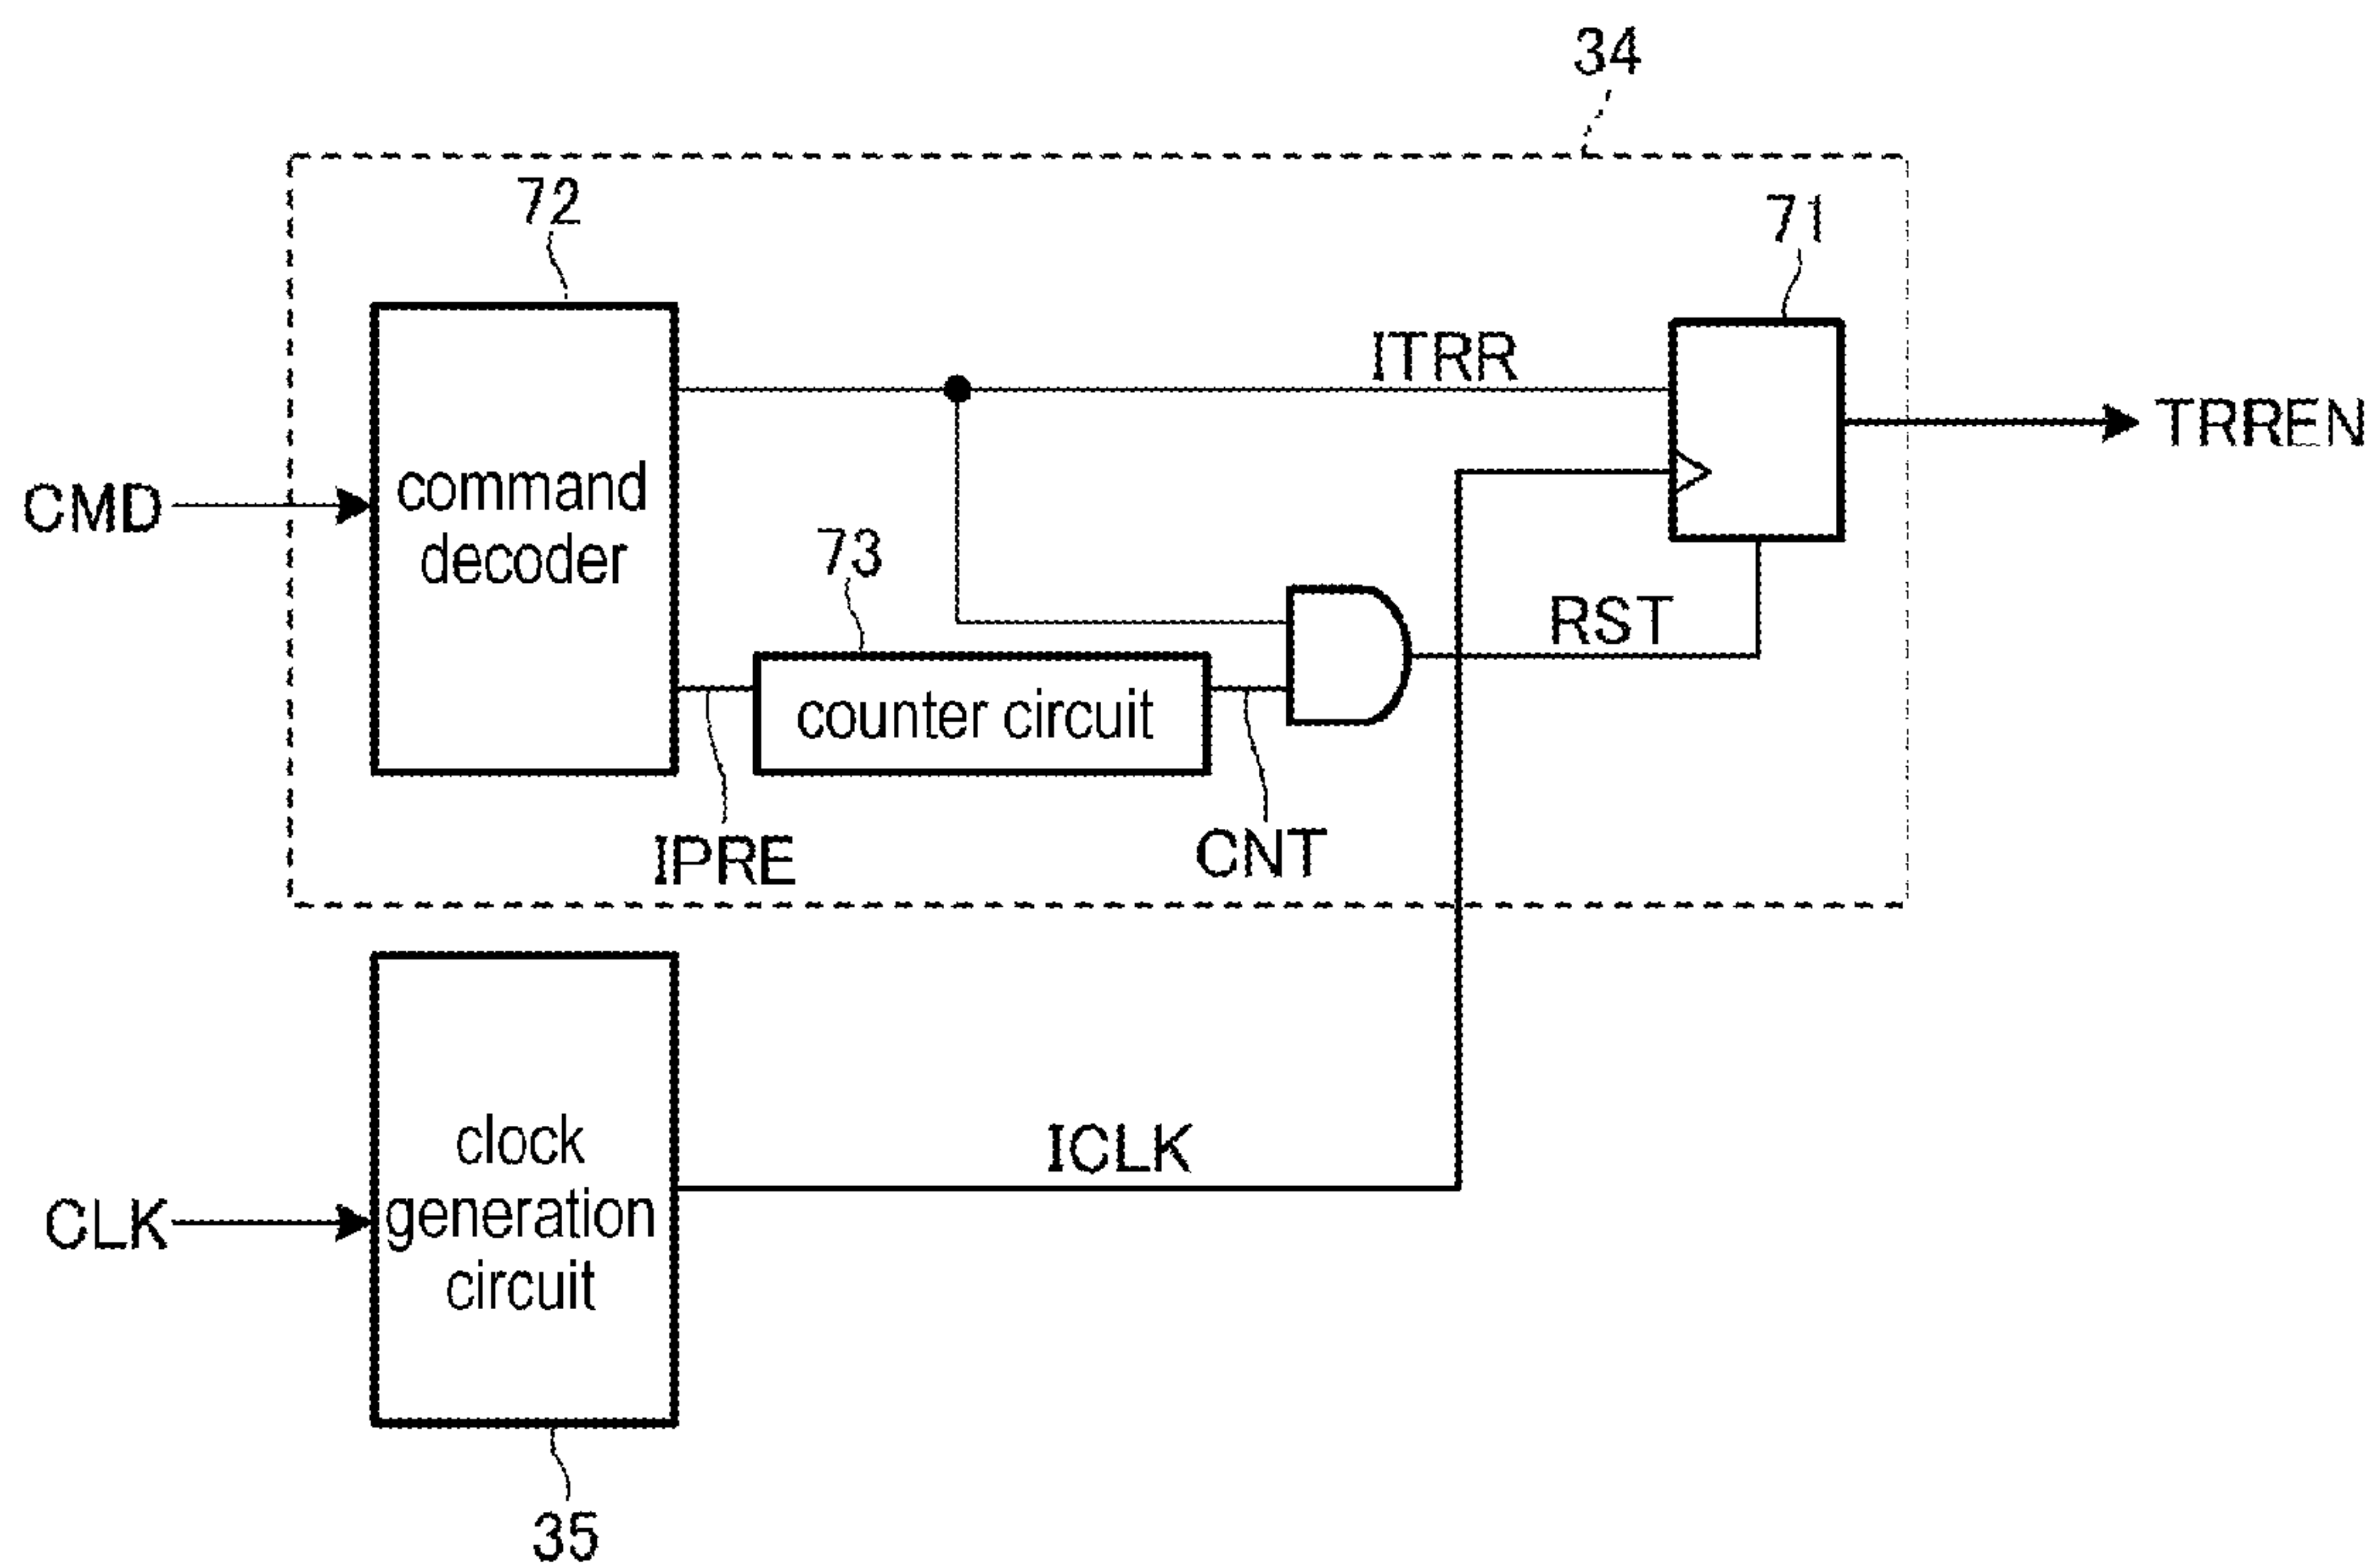 34
72
71
ITRR
TRREN
CMD
command
decoder
73
RST
counter circuit
IPRE
CNT
clock
generation
circuit
ICLK
CLK
35